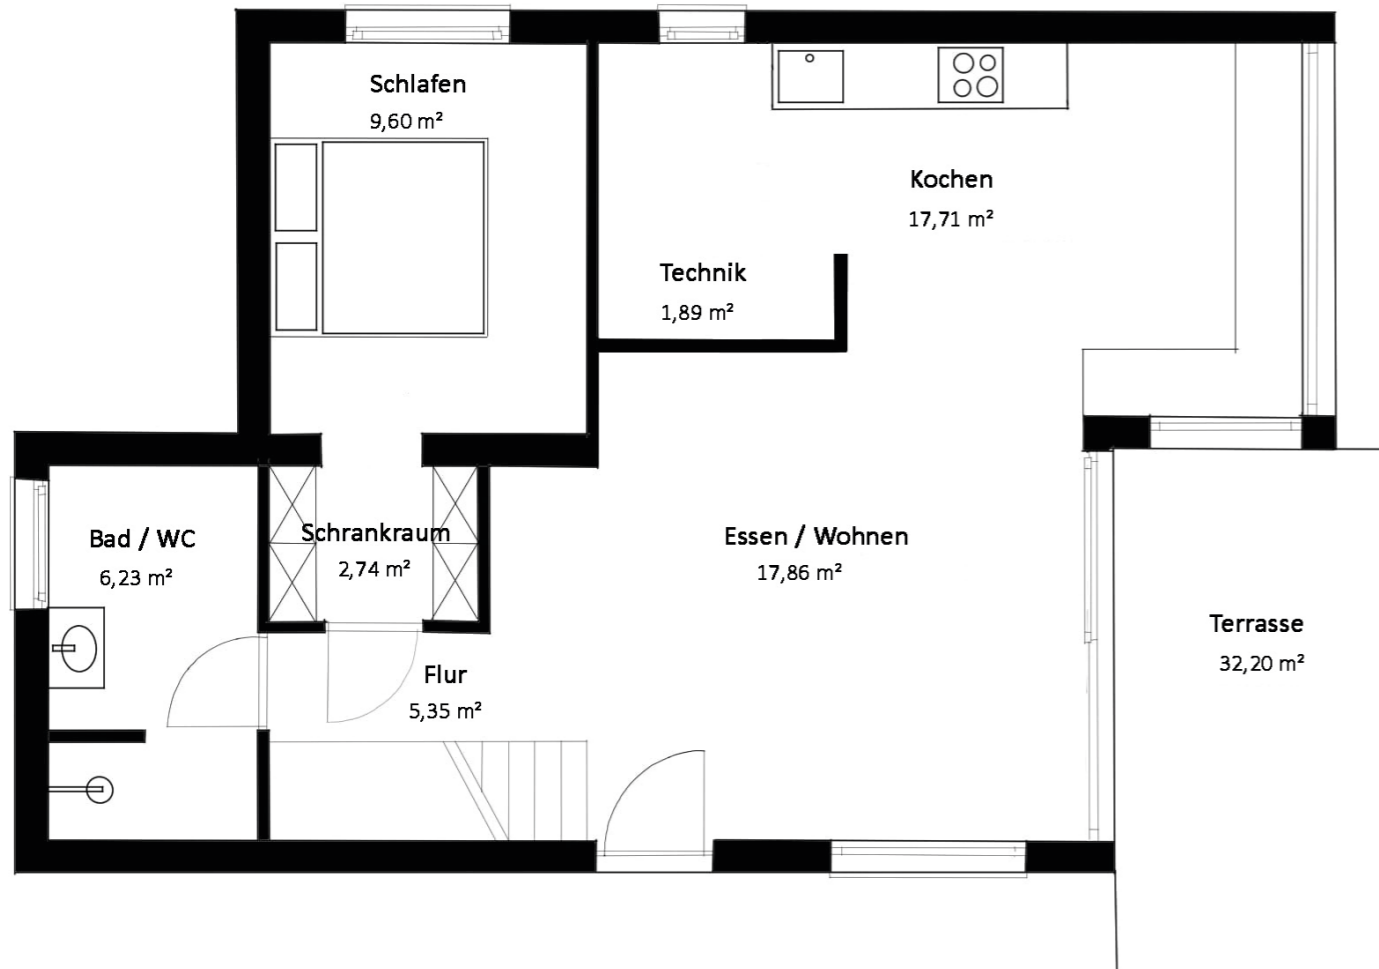 Schlafen
9,60 m²
Kochen
17,71 m²
Technik
1,89 m²
Bad / WC
6,23 m²
Schrankraum
2,74 m²
Essen / Wohnen
17,86 m²
Terrasse
32,20 m²
Flur
5,35 m²